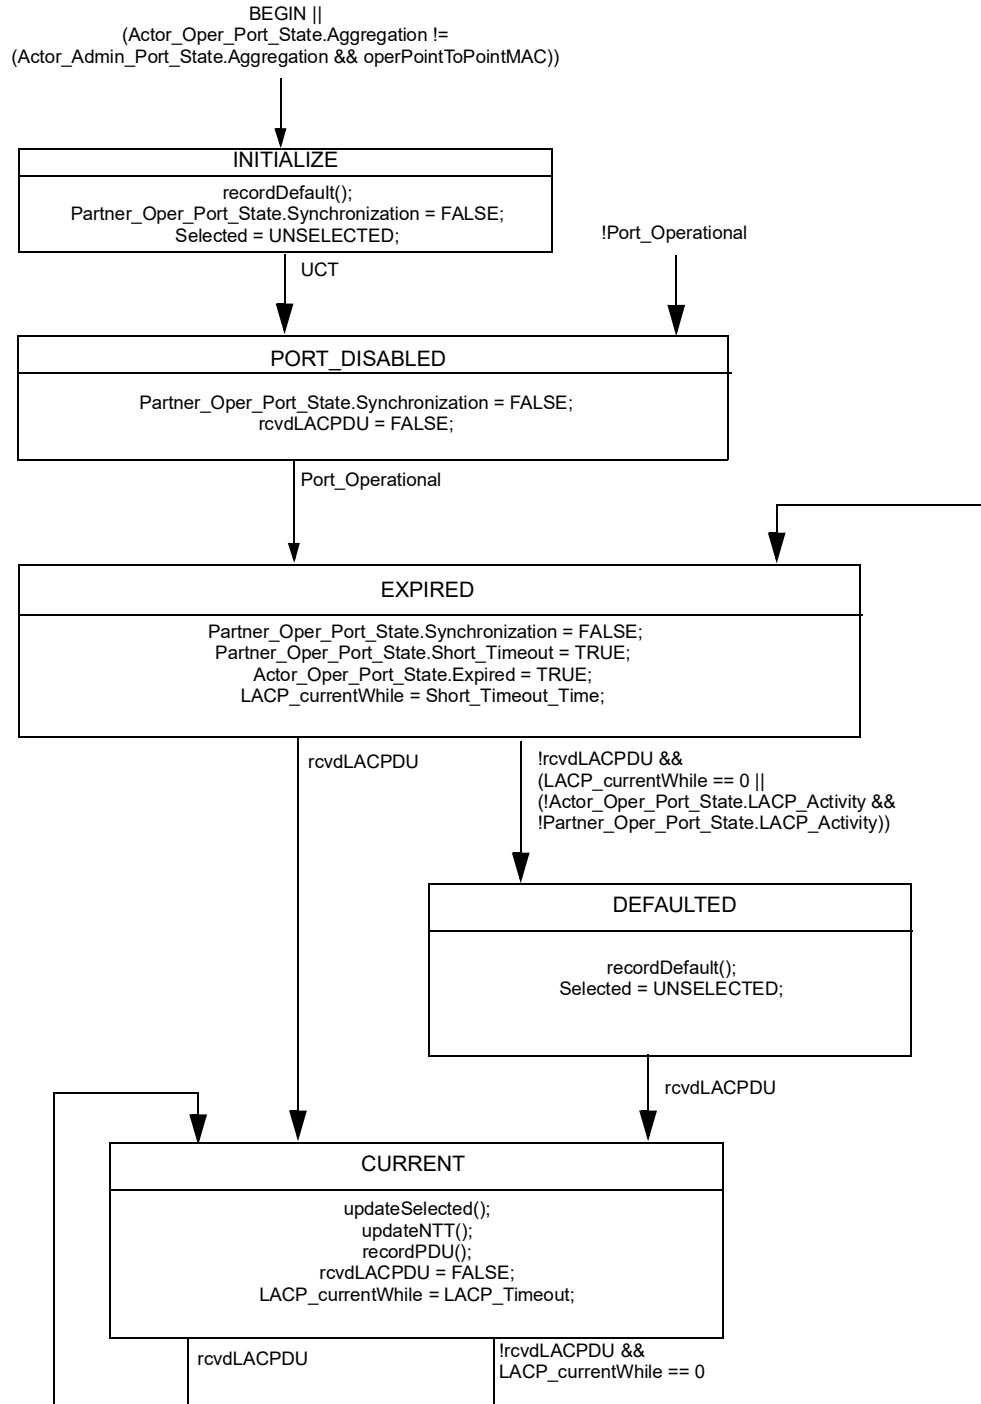 BEGIN ||
(Actor_Oper_Port_State.Aggregation !=
(Actor_Admin_Port_State.Aggregation && operPointToPointMAC))
INITIALIZE
recordDefault();
Partner_Oper_Port_State.Synchronization = FALSE;
Selected = UNSELECTED;
!Port_Operational
UCT
PORT_DISABLED
Partner_Oper_Port_State.Synchronization = FALSE;
rcvdLACPDU = FALSE;
Port_Operational
EXPIRED
Partner_Oper_Port_State.Synchronization = FALSE;
Partner_Oper_Port_State.Short_Timeout = TRUE;
Actor_Oper_Port_State.Expired = TRUE;
LACP_currentWhile = Short_Timeout_Time;
rcvdLACPDU
!rcvdLACPDU &&
(LACP_currentWhile == 0 ||
(!Actor_Oper_Port_State.LACP_Activity &&
!Partner_Oper_Port_State.LACP_Activity))
DEFAULTED
recordDefault();
Selected = UNSELECTED;
rcvdLACPDU
CURRENT
updateSelected();
updateNTT();
recordPDU();
rcvdLACPDU = FALSE;
LACP_currentWhile = LACP_Timeout;
rcvdLACPDU
!rcvdLACPDU &&
LACP_currentWhile == 0